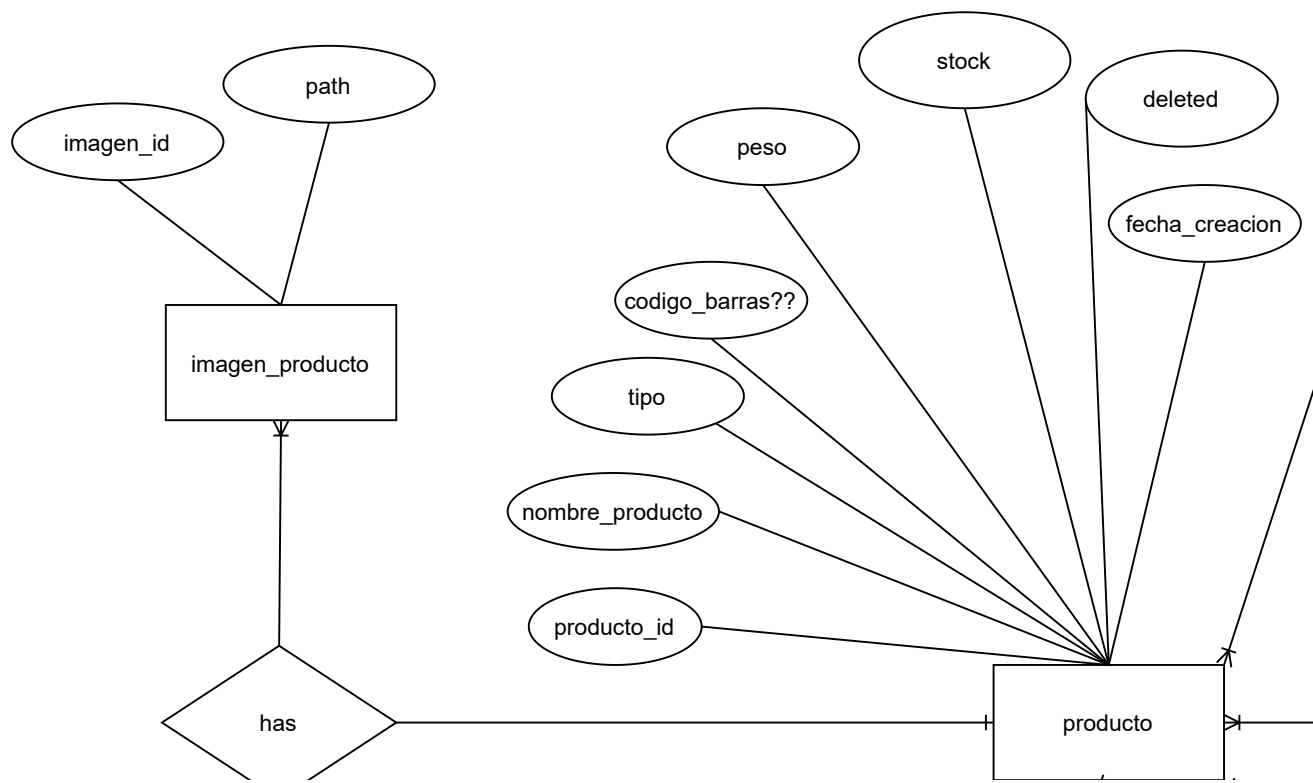 stock
path
deleted
imagen_id
peso
fecha_creacion
codigo_barras??
imagen_producto
tipo
nombre_producto
producto_id
has
producto